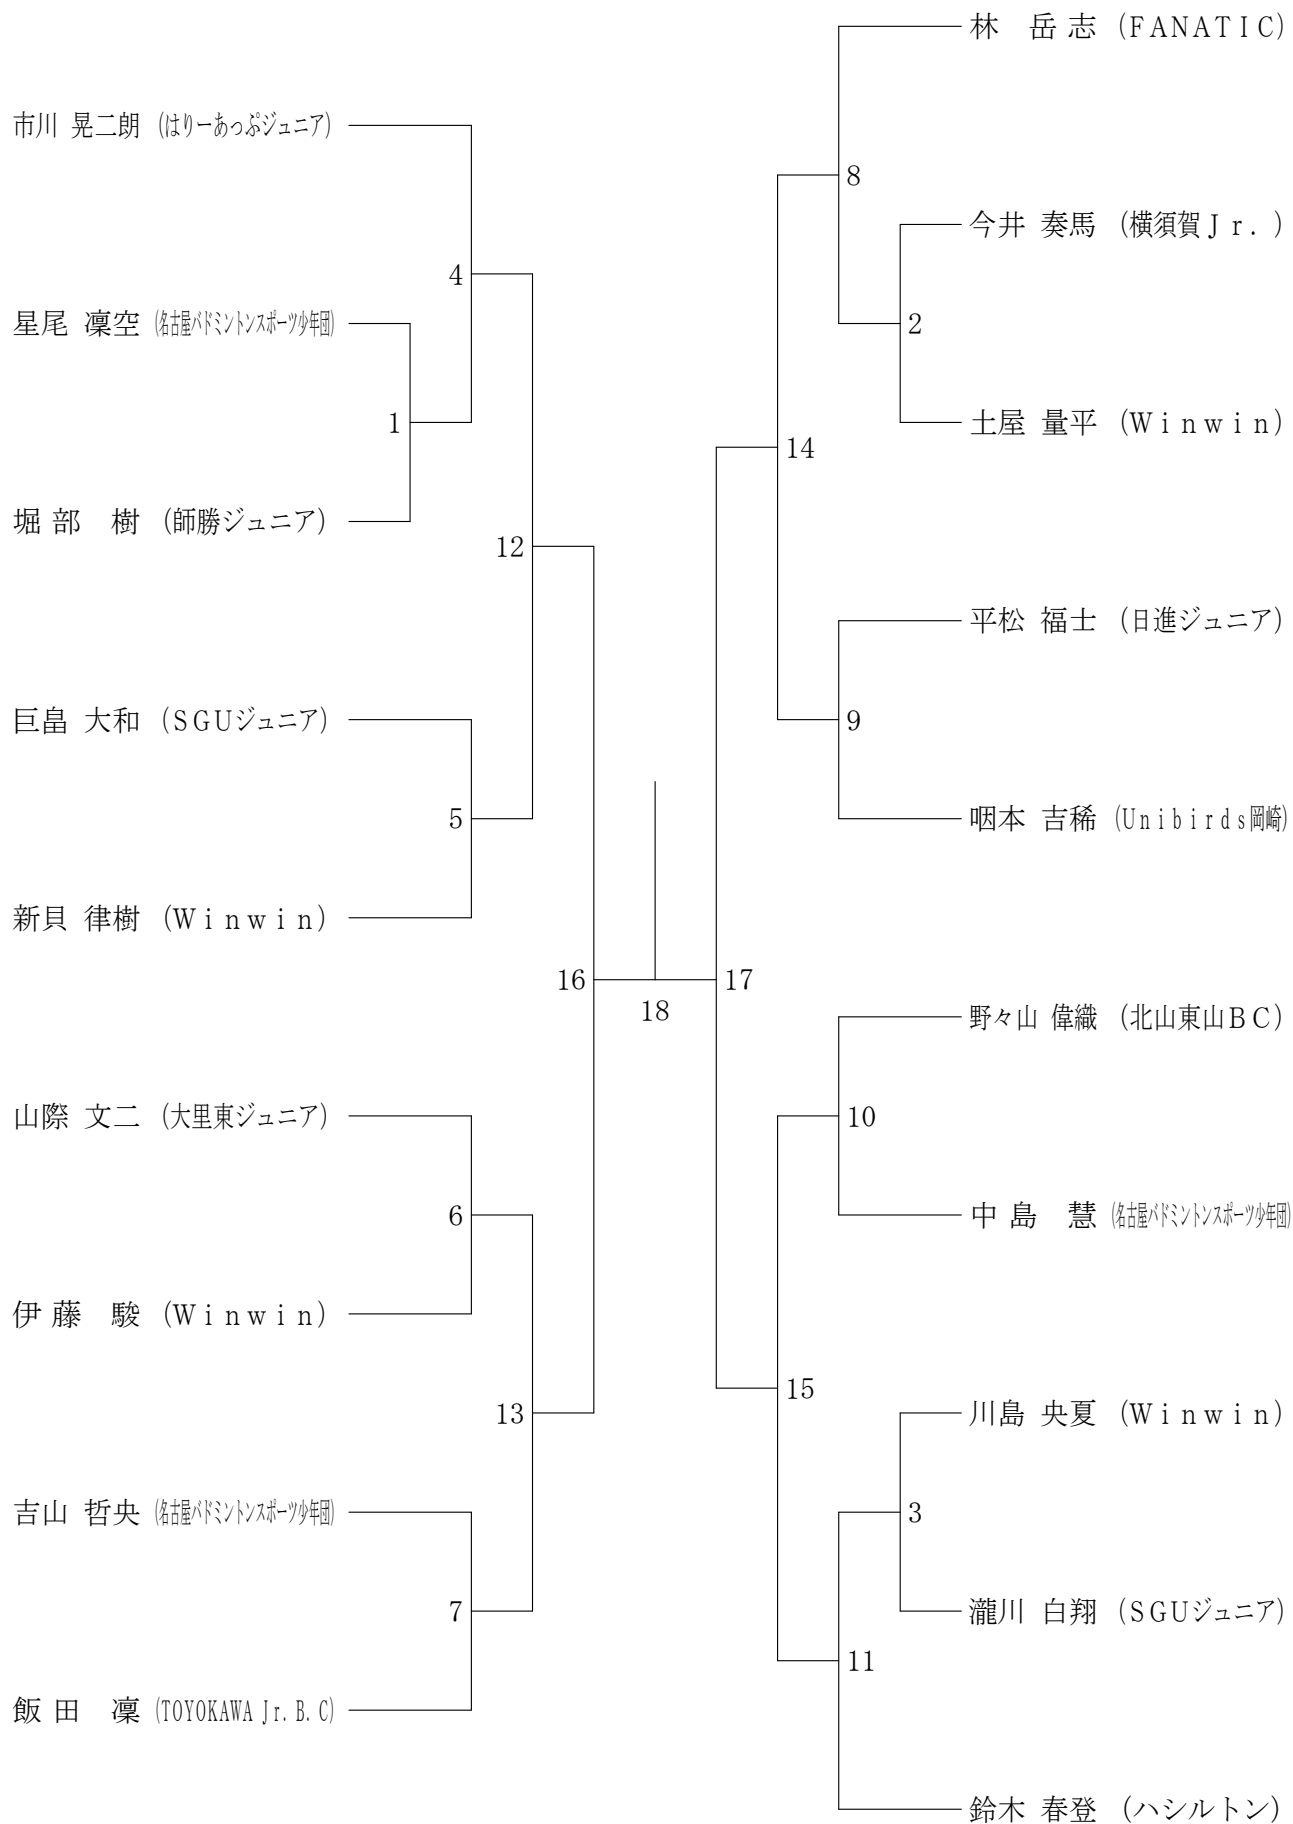 市川 晃二朗 (はりーあっぷジュニア)
4
星尾 凜空 (名古屋バドミントンスポーツ少年団)
1
堀部 樹 (師勝ジュニア)
12
巨畠 大和 (SGUジュニア)
5
新貝 律樹 (Winwin)
16
山際 文二 (大里東ジュニア)
6
伊藤 駿 (Winwin)
13
吉山 哲央 (名古屋バドミントンスポーツ少年団)
7
飯田 凜 (TOYOKAWA Jr.B.C)
18
林 岳志 (FANATIC)
8
今井 奏馬 (横須賀Jr.)
2
土屋 量平 (Winwin)
14
平松 福士 (日進ジュニア)
9
咽本 吉稀 (Unibirds岡崎)
17
野々山 偉織 (北山東山BC)
10
中島 慧 (名古屋バドミントンスポーツ少年団)
15
川島 央夏 (Winwin)
3
瀧川 白翔 (SGUジュニア)
11
鈴木 春登 (ハシルトン)